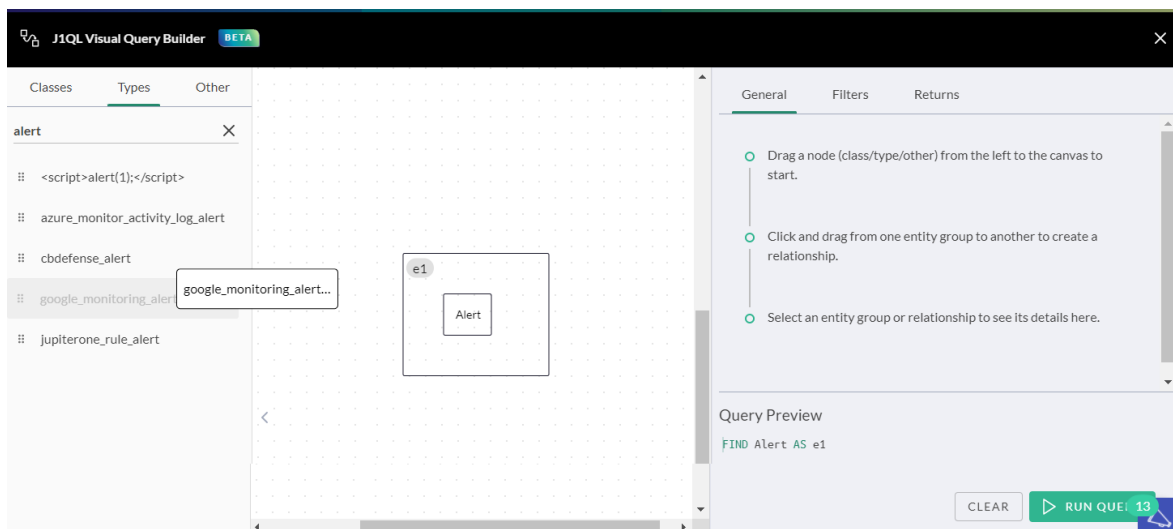 J1QL Visual Query Builder BETA
Classes Types Other
alert
<script>alert(1);</script>
azure_monitor_activity_log_alert
cbdefense_alert
google_monitoring_alert
google_monitoring_alert...
jupiterone_rule_alert
e1
Alert
General Filters Returns
Drag a node (class/type/other) from the left to the canvas to
start.
Click and drag from one entity group to another to create a
relationship.
Select an entity group or relationship to see its details here.
Query Preview
FIND Alert AS e1
CLEAR
RUN QUE 13